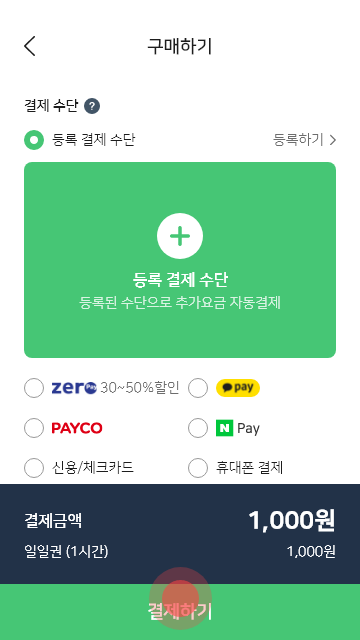 구매하기
결제 수단 ?
등록 결제 수단 등록하기
등록 결제 수단
등록된 수단으로 추가요금 자동결제
zero Pay 30~50%할인 pay
PAYCO N Pay
신용/체크카드 휴대폰 결제
결제금액 1,000원
일일권 (1시간) 1,000원
결제하기